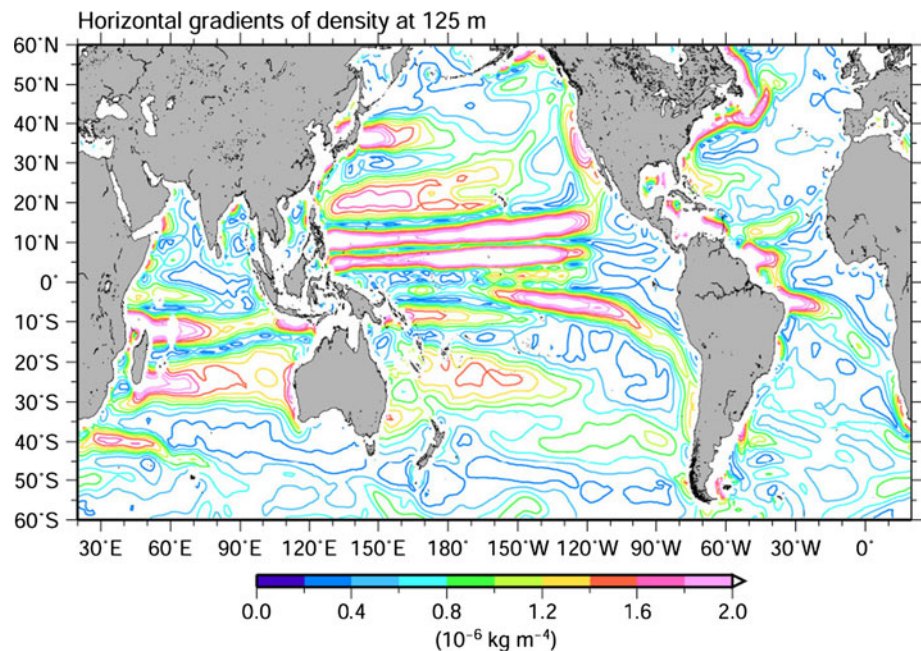 Horizontal gradients of density at 125 m
60°N
50°N
40°N
30°N
20°N
10°N
0°
10°S
20°S
30°S
40°S
50°S
60°S
30°E 60°E 90°E 120°E 150°E 180° 150°W 120°W 90°W 60°W 30°W 0°
0.0 0.4 0.8 1.2 1.6 2.0
(10⁻⁶ kg m⁻⁴)